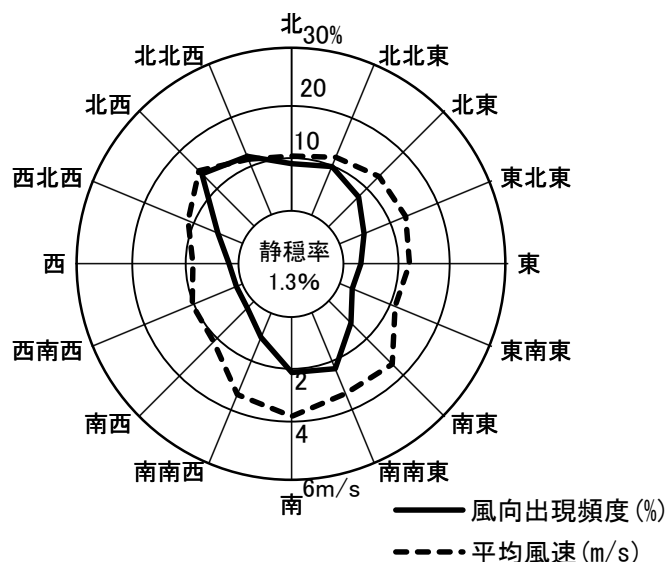 北
30%
北北西
北北東
20
北西
北東
10
西北西
東北東
静穏率
1.3%
西
東
西南西
東南東
2
南西
南東
4
南南西
南南東
6m/s
南
風向出現頻度(%)
平均風速(m/s)